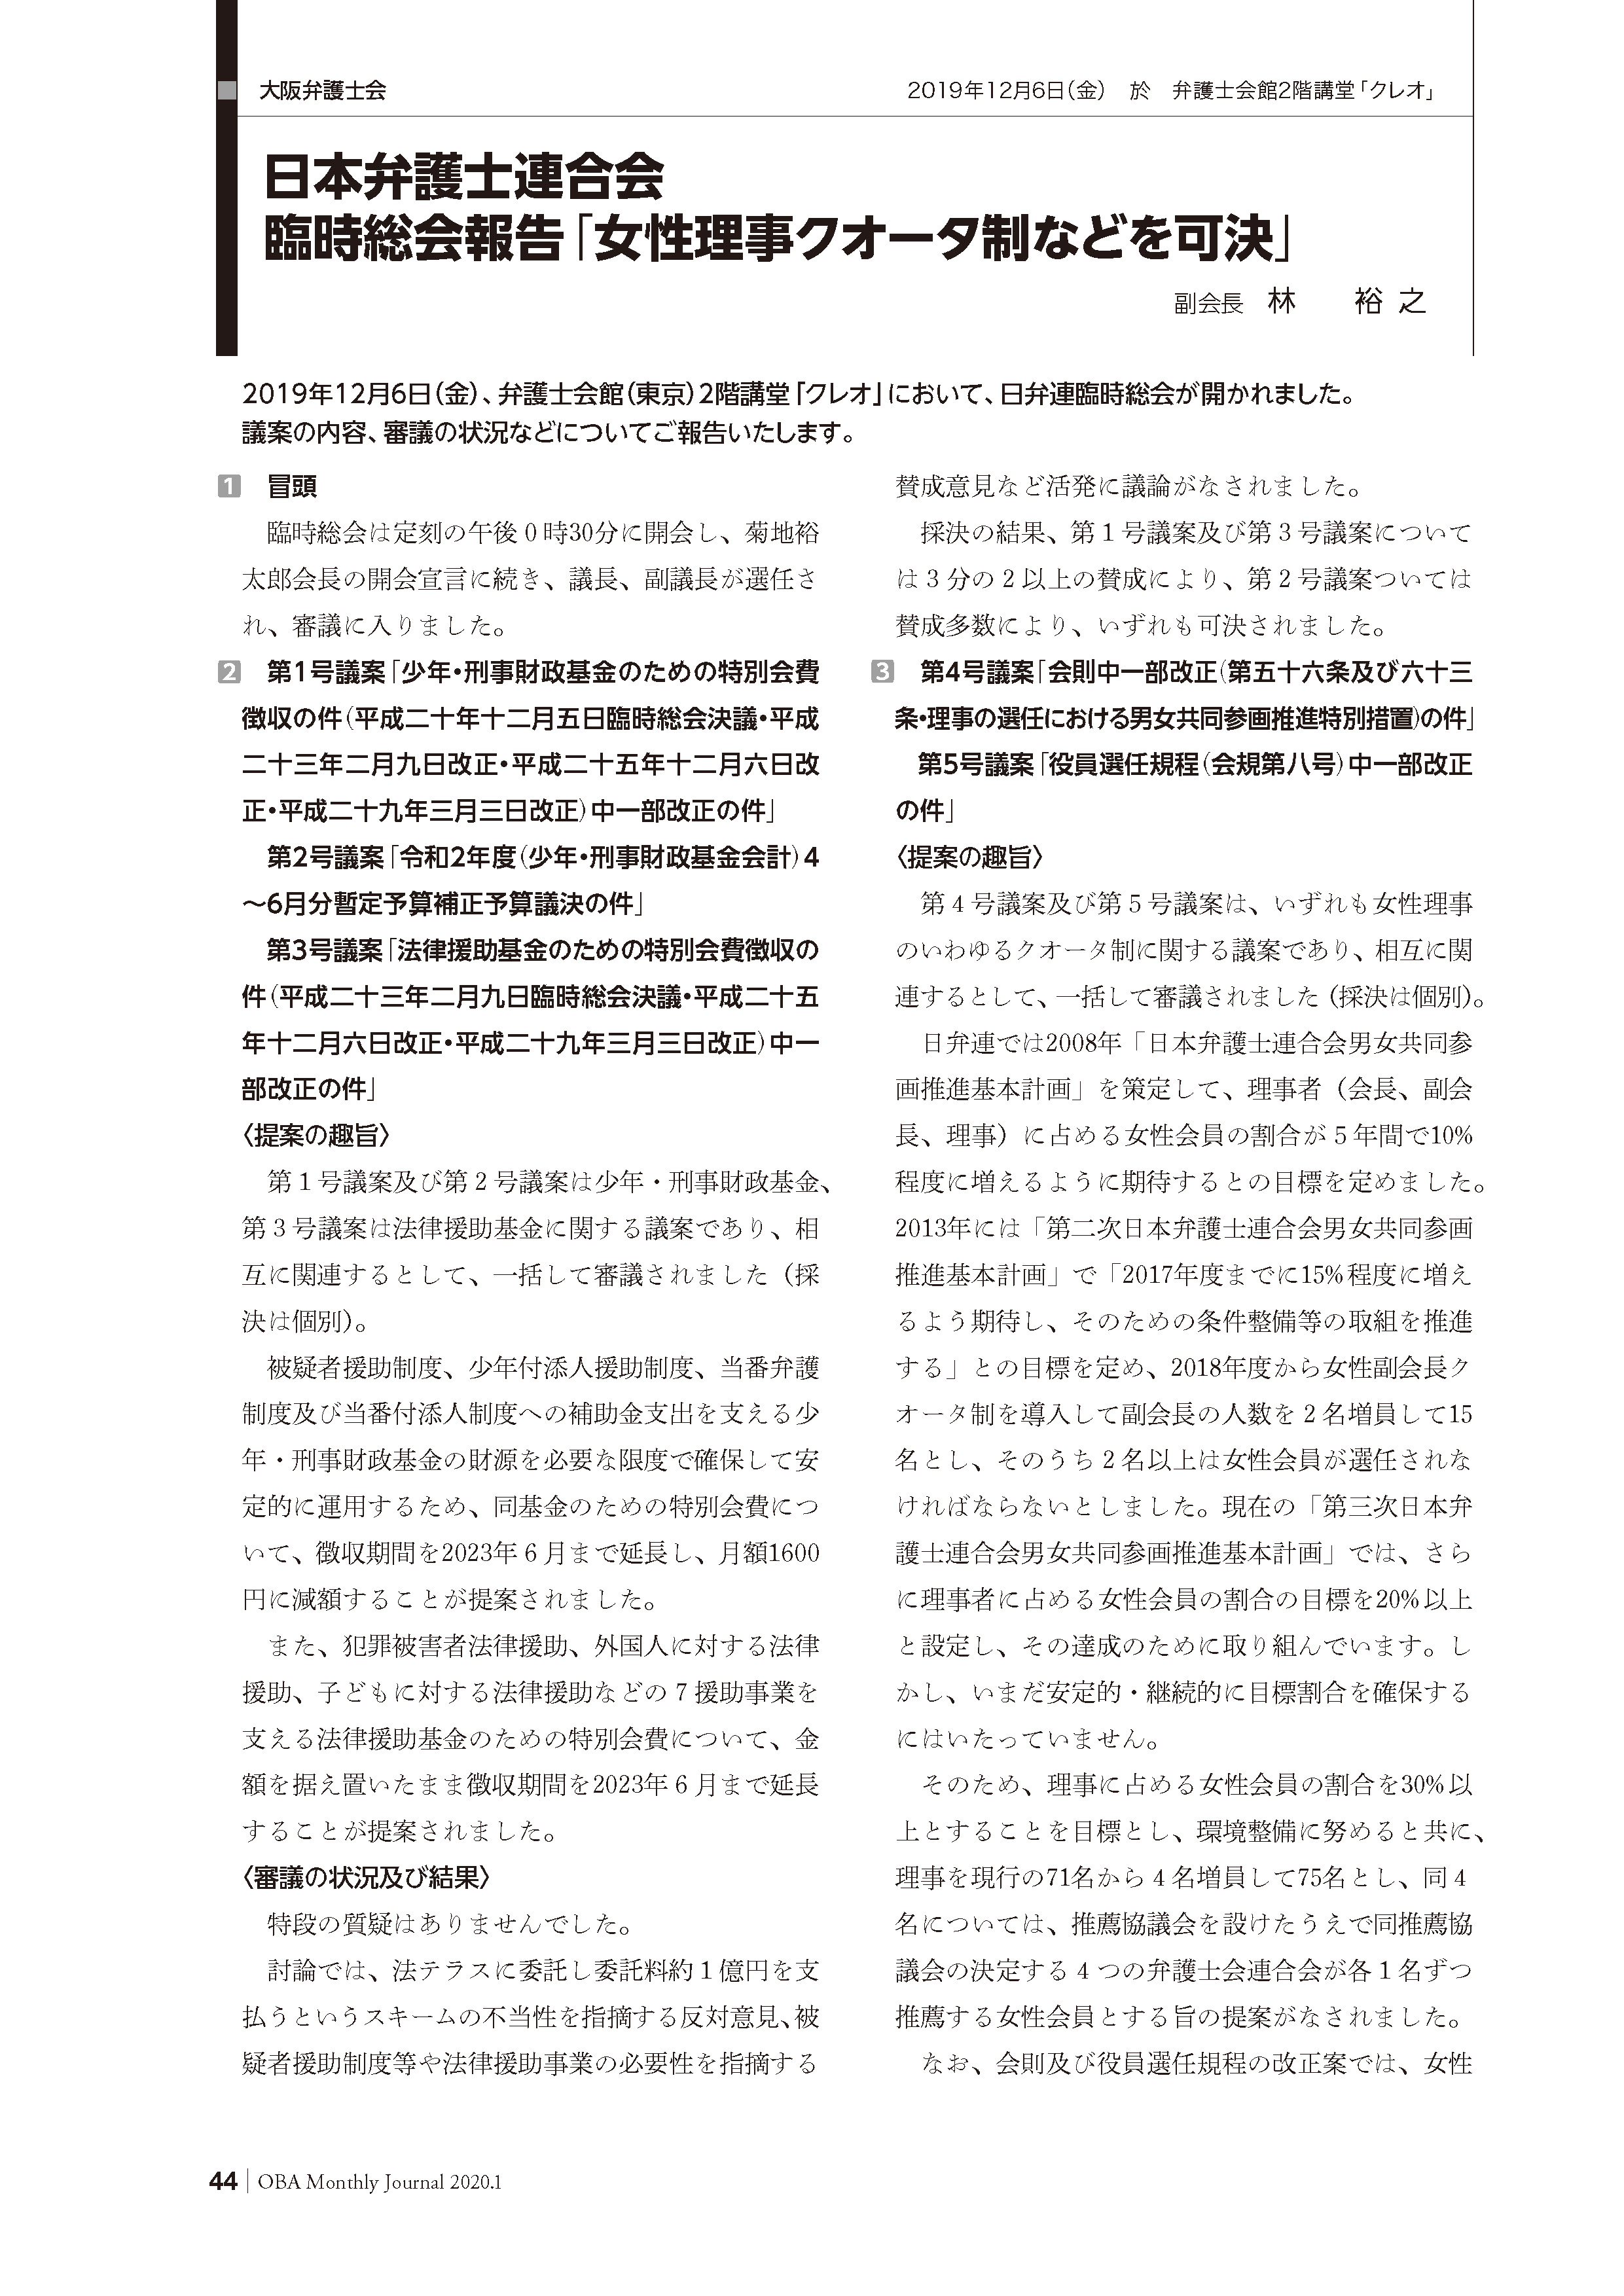 大阪弁護士会
2019年12月6日（金）　於　弁護士会館2階講堂「クレオ」
日本弁護士連合会
臨時総会報告「女性理事クオータ制などを可決」
副会長　林　　裕 之
2019年12月6日（金）、弁護士会館（東京）2階講堂「クレオ」において、日弁連臨時総会が開かれました。
議案の内容、審議の状況などについてご報告いたします。
1　冒頭
　臨時総会は定刻の午後０時30分に開会し、菊地裕
太郎会長の開会宣言に続き、議長、副議長が選任さ
れ、審議に入りました。
2　第1号議案「少年・刑事財政基金のための特別会費
徴収の件（平成二十年十二月五日臨時総会決議・平成
二十三年二月九日改正・平成二十五年十二月六日改
正・平成二十九年三月三日改正）中一部改正の件」
　第2号議案「令和2年度（少年・刑事財政基金会計）4
～6月分暫定予算補正予算議決の件」
　第3号議案「法律援助基金のための特別会費徴収の
件（平成二十三年二月九日臨時総会決議・平成二十五
年十二月六日改正・平成二十九年三月三日改正）中一
部改正の件」
〈提案の趣旨〉
　第１号議案及び第２号議案は少年・刑事財政基金、
第３号議案は法律援助基金に関する議案であり、相
互に関連するとして、一括して審議されました（採
決は個別）。
　被疑者援助制度、少年付添人援助制度、当番弁護
制度及び当番付添人制度への補助金支出を支える少
年・刑事財政基金の財源を必要な限度で確保して安
定的に運用するため、同基金のための特別会費につ
いて、徴収期間を2023年６月まで延長し、月額1600
円に減額することが提案されました。
　また、犯罪被害者法律援助、外国人に対する法律
援助、子どもに対する法律援助などの７援助事業を
支える法律援助基金のための特別会費について、金
額を据え置いたまま徴収期間を2023年６月まで延長
することが提案されました。
〈審議の状況及び結果〉
　特段の質疑はありませんでした。
　討論では、法テラスに委託し委託料約１億円を支
払うというスキームの不当性を指摘する反対意見、被
疑者援助制度等や法律援助事業の必要性を指摘する
賛成意見など活発に議論がなされました。
　採決の結果、第１号議案及び第３号議案について
は３分の２以上の賛成により、第２号議案ついては
賛成多数により、いずれも可決されました。
3　第4号議案「会則中一部改正（第五十六条及び六十三
条・理事の選任における男女共同参画推進特別措置）の件」
　第5号議案「役員選任規程（会規第八号）中一部改正
の件」
〈提案の趣旨〉
　第４号議案及び第５号議案は、いずれも女性理事
のいわゆるクオータ制に関する議案であり、相互に関
連するとして、一括して審議されました（採決は個別）。
　日弁連では2008年「日本弁護士連合会男女共同参
画推進基本計画」を策定して、理事者（会長、副会
長、理事）に占める女性会員の割合が５年間で10%
程度に増えるように期待するとの目標を定めました。
2013年には「第二次日本弁護士連合会男女共同参画
推進基本計画」で「2017年度までに15%程度に増え
るよう期待し、そのための条件整備等の取組を推進
する」との目標を定め、2018年度から女性副会長ク
オータ制を導入して副会長の人数を２名増員して15
名とし、そのうち２名以上は女性会員が選任されな
ければならないとしました。現在の「第三次日本弁
護士連合会男女共同参画推進基本計画」では、さら
に理事者に占める女性会員の割合の目標を20%以上
と設定し、その達成のために取り組んでいます。し
かし、いまだ安定的・継続的に目標割合を確保する
にはいたっていません。
　そのため、理事に占める女性会員の割合を30%以
上とすることを目標とし、環境整備に努めると共に、
理事を現行の71名から４名増員して75名とし、同４
名については、推薦協議会を設けたうえで同推薦協
議会の決定する４つの弁護士会連合会が各１名ずつ
推薦する女性会員とする旨の提案がなされました。
　なお、会則及び役員選任規程の改正案では、女性
44 | OBA Monthly Journal 2020.1